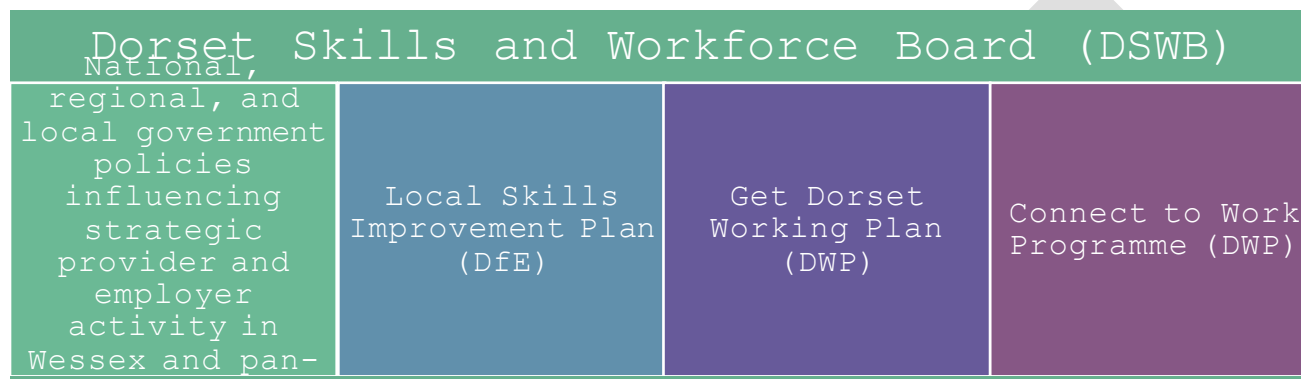 Dorset Skills and Workforce Board (DSWB)
National,
regional, and
local government
policies
influencing
strategic
provider and
employer
activity in
Wessex and pan-
Local Skills
Improvement Plan
(DfE)
Get Dorset
Working Plan
(DWP)
Connect to Work
Programme (DWP)